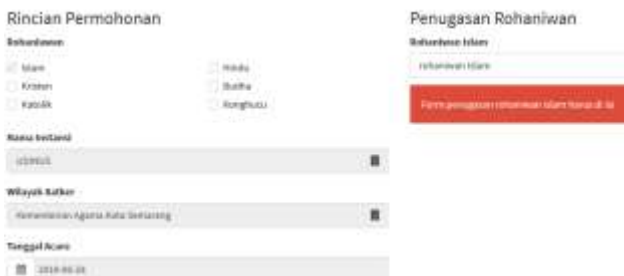 Rincian Permohonan
Rohaniawan
Islam
Hindu
Kristen
Budha
Katolik
Konghucu
Nama Instansi
Wilayah Satker
Kementerian Agama Kota Semarang
Tanggal Acara
Penugasan Rohaniwan
Rohaniwan Islam
rohaniwan Islam
Form penugasan rohaniwan islam harus di isi